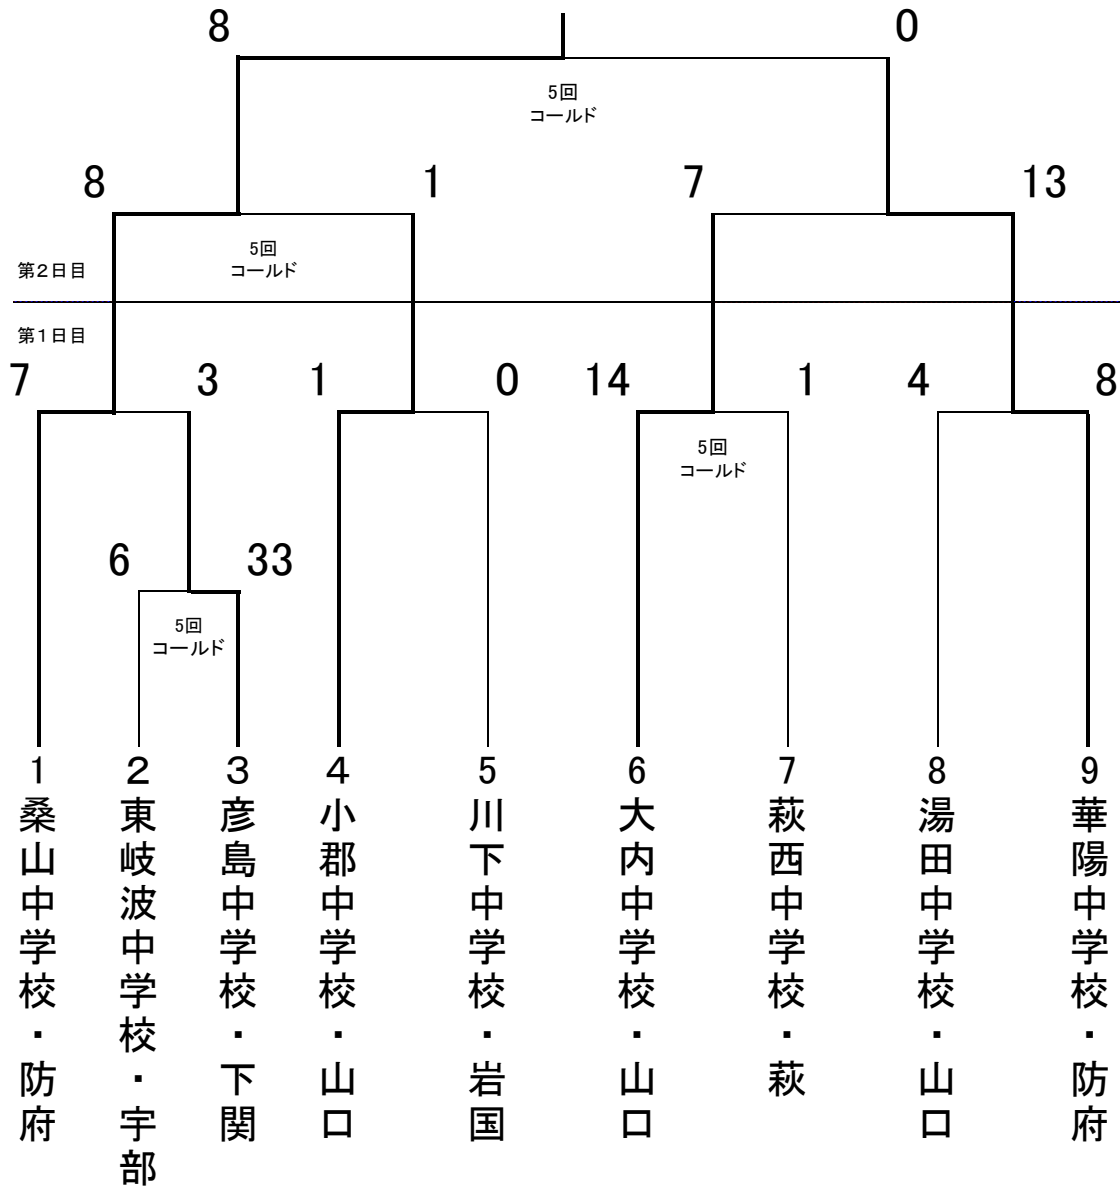 8 0
5回
コールド
8 1 7 13
5回
コールド
第2日目
第1日目
7 3 1 0 14 1 4 8
5回
コールド
6 33
5回
コールド
1 2 3 4 5 6 7 8 9
桑山中学校・防府
東岐波中学校・宇部
彦島中学校・下関
小郡中学校・山口
川下中学校・岩国
大内中学校・山口
萩西中学校・萩
湯田中学校・山口
華陽中学校・防府